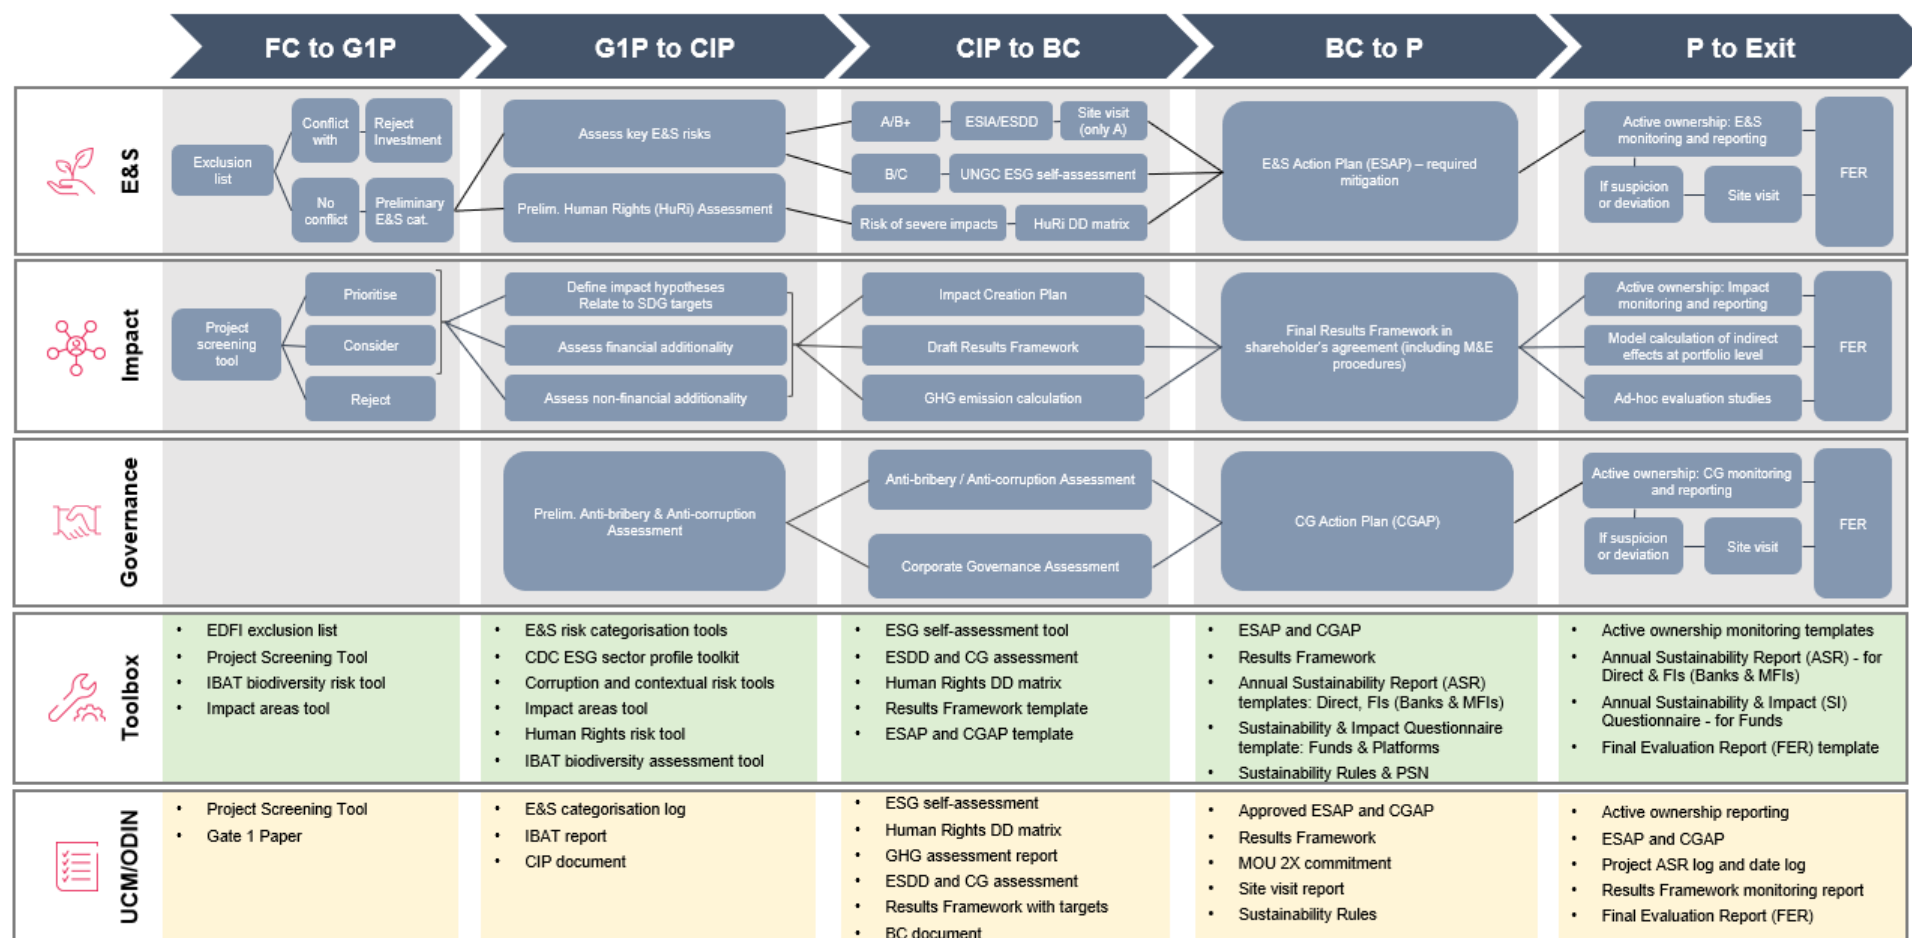 FC to G1P
G1P to CIP
CIP to BC
BC to P
P to Exit
E&S
Exclusion
list
Conflict
with
Reject
Investment
No
conflict
Preliminary
E&S cat.
Assess key E&S risks
Prelim. Human Rights (HuRi) Assessment
A/B+
ESIA/ESDD
Site visit
(only A)
B/C
UNGC ESG self-assessment
Risk of severe impacts
HuRi DD matrix
E&S Action Plan (ESAP) – required
mitigation
Active ownership: E&S
monitoring and reporting
If suspicion
or deviation
Site visit
FER
Impact
Project
screening
tool
Prioritise
Consider
Reject
Define impact hypotheses
Relate to SDG targets
Assess financial additionality
Assess non-financial additionality
Impact Creation Plan
Draft Results Framework
GHG emission calculation
Final Results Framework in
shareholder's agreement (including M&E
procedures)
Active ownership: Impact
monitoring and reporting
Model calculation of indirect
effects at portfolio level
Ad-hoc evaluation studies
FER
Governance
Prelim. Anti-bribery & Anti-corruption
Assessment
Anti-bribery / Anti-corruption Assessment
Corporate Governance Assessment
CG Action Plan (CGAP)
Active ownership: CG monitoring
and reporting
If suspicion
or deviation
Site visit
FER
Toolbox
• EDFI exclusion list
• Project Screening Tool
• IBAT biodiversity risk tool
• Impact areas tool
• E&S risk categorisation tools
• CDC ESG sector profile toolkit
• Corruption and contextual risk tools
• Impact areas tool
• Human Rights risk tool
• IBAT biodiversity assessment tool
• ESG self-assessment tool
• ESDD and CG assessment
• Human Rights DD matrix
• Results Framework template
• ESAP and CGAP template
• ESAP and CGAP
• Results Framework
• Annual Sustainability Report (ASR)
templates: Direct, FIs (Banks & MFIs)
• Sustainability & Impact Questionnaire
template: Funds & Platforms
• Sustainability Rules & PSN
• Active ownership monitoring templates
• Annual Sustainability Report (ASR) - for
Direct & FIs (Banks & MFIs)
• Annual Sustainability & Impact (SI)
Questionnaire - for Funds
• Final Evaluation Report (FER) template
UCM/ODIN
• Project Screening Tool
• Gate 1 Paper
• E&S categorisation log
• IBAT report
• CIP document
• ESG self-assessment
• Human Rights DD matrix
• GHG assessment report
• ESDD and CG assessment
• Results Framework with targets
• BC document
• Approved ESAP and CGAP
• Results Framework
• MOU 2X commitment
• Site visit report
• Sustainability Rules
• Active ownership reporting
• ESAP and CGAP
• Project ASR log and date log
• Results Framework monitoring report
• Final Evaluation Report (FER)